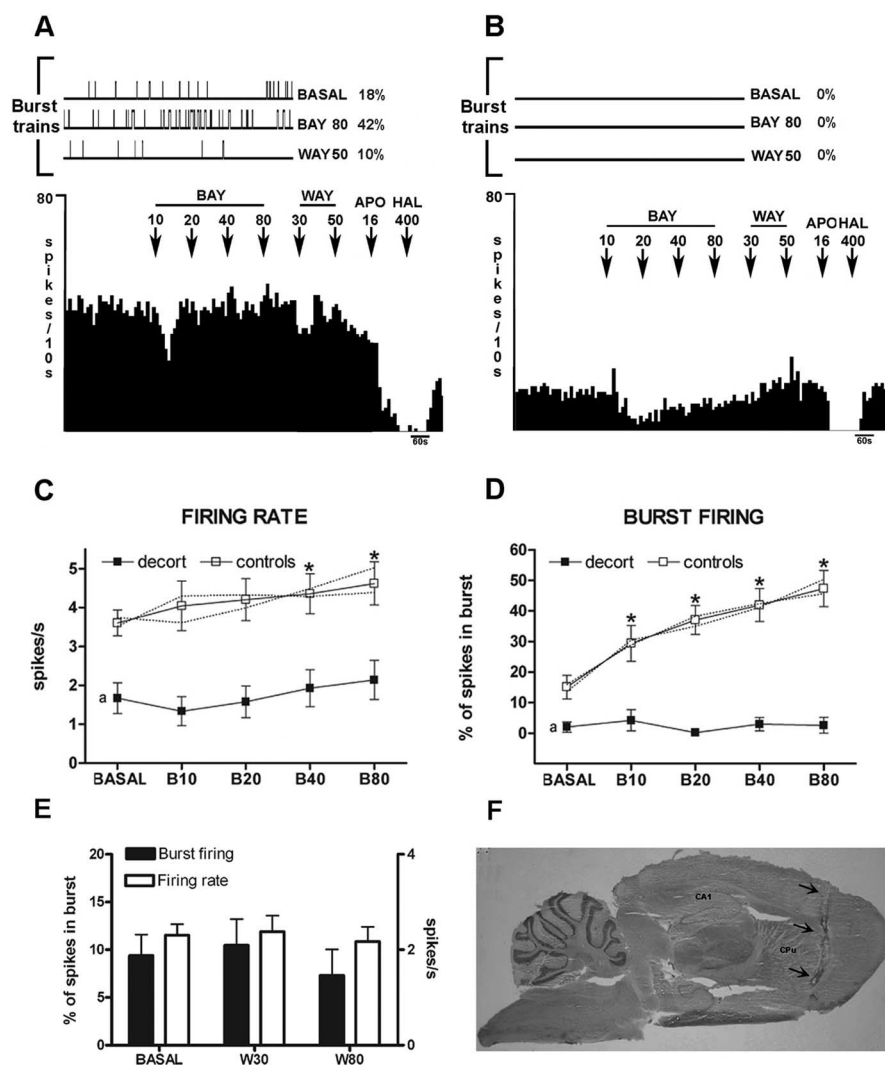 A
Burst trains
BASAL 18%
BAY 80 42%
WAY 50 10%
80
spikes/10s
BAY
WAY
APO HAL
10 20 40 80 30 50 16 400
60s
B
Burst trains
BASAL 0%
BAY 80 0%
WAY 50 0%
80
spikes/10s
BAY
WAY
APO HAL
10 20 40 80 30 50 16 400
60s
C
FIRING RATE
decort controls
* *
5
4
3
2
1
0
spikes/s
a
BASAL B10 B20 B40 B80
D
BURST FIRING
decort controls
* * * *
60
50
40
30
20
10
0
% of spikes in burst
a
BASAL B10 B20 B40 B80
E
Burst firing
Firing rate
20
15
10
5
0
% of spikes in burst
4
2
0
spikes/s
BASAL W30 W80
F
CA1
CPu